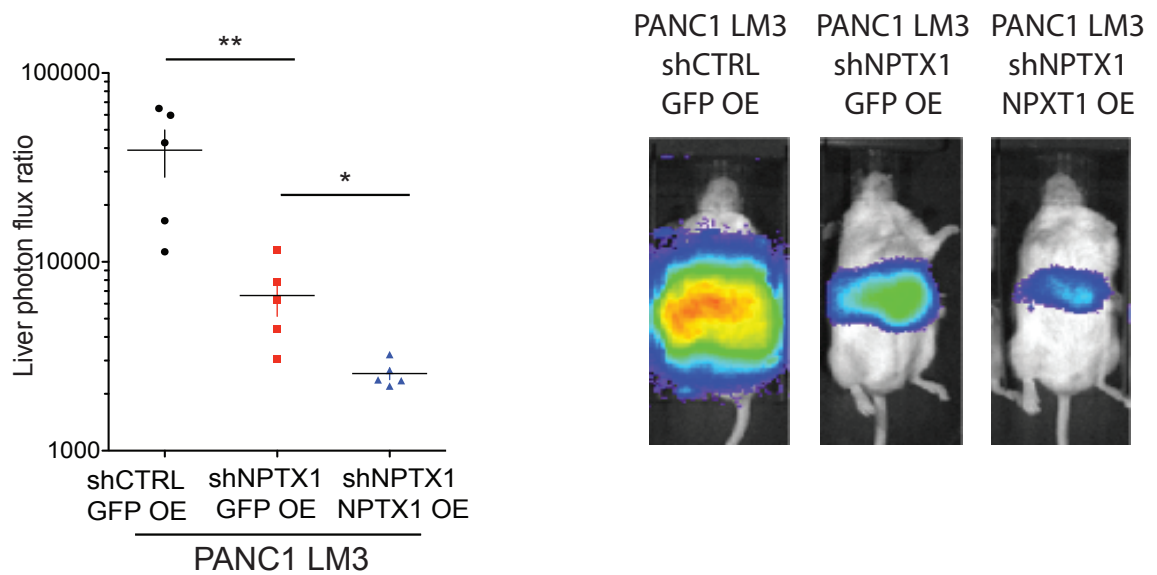 **
100000
*
10000
1000
Liver photon flux ratio
shCTRL
GFP OE
shNPTX1
GFP OE
shNPTX1
NPTX1 OE
PANC1 LM3
PANC1 LM3
shCTRL
GFP OE
PANC1 LM3
shNPTX1
GFP OE
PANC1 LM3
shNPTX1
NPXT1 OE